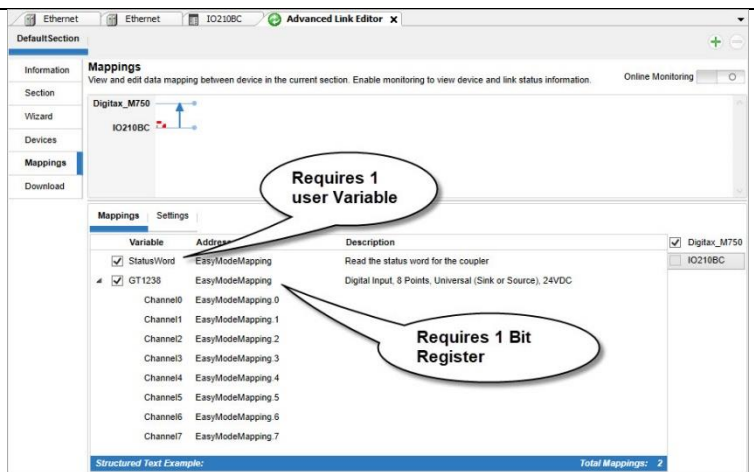 Ethernet Ethernet IO210BC Advanced Link Editor x
DefaultSection
Information
Section
Wizard
Devices
Mappings
Download
Mappings
View and edit data mapping between device in the current section. Enable monitoring to view device and link status information.
Online Monitoring
Digitax_M750
IO210BC
Requires 1
user Variable
Mappings Settings
Variable Address Description
StatusWord EasyModeMapping Read the status word for the coupler
GT1238 EasyModeMapping Digital Input, 8 Points, Universal (Sink or Source), 24VDC
Channel0 EasyModeMapping.0
Channel1 EasyModeMapping.1
Channel2 EasyModeMapping.2
Channel3 EasyModeMapping.3
Channel4 EasyModeMapping.4
Channel5 EasyModeMapping.5
Channel6 EasyModeMapping.6
Channel7 EasyModeMapping.7
Requires 1 Bit
Register
Digitax_M750
IO210BC
Structured Text Example: Total Mappings: 2